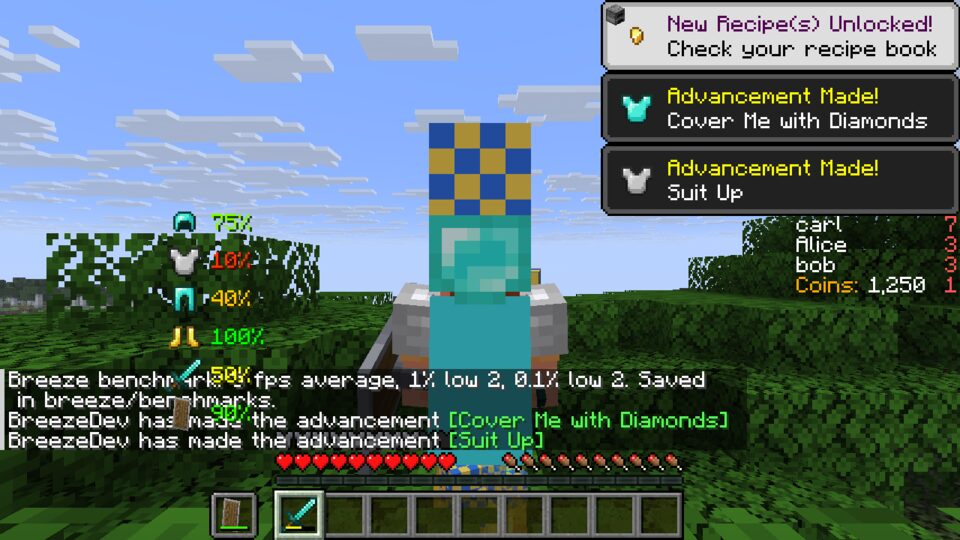 New Recipe(s) Unlocked!
Check your recipe book
Advancement Made!
Cover Me with Diamonds
Advancement Made!
Suit Up
carl 7
Alice 3
bob 3
Coins: 1,250 1
75%
10%
40%
100%
50%
90%
Breeze benchmark: fps average, 1% low 2, 0.1% low 2. Saved
in breeze/benchmarks.
BreezeDev has made the advancement [Cover Me with Diamonds]
BreezeDev has made the advancement [Suit Up]